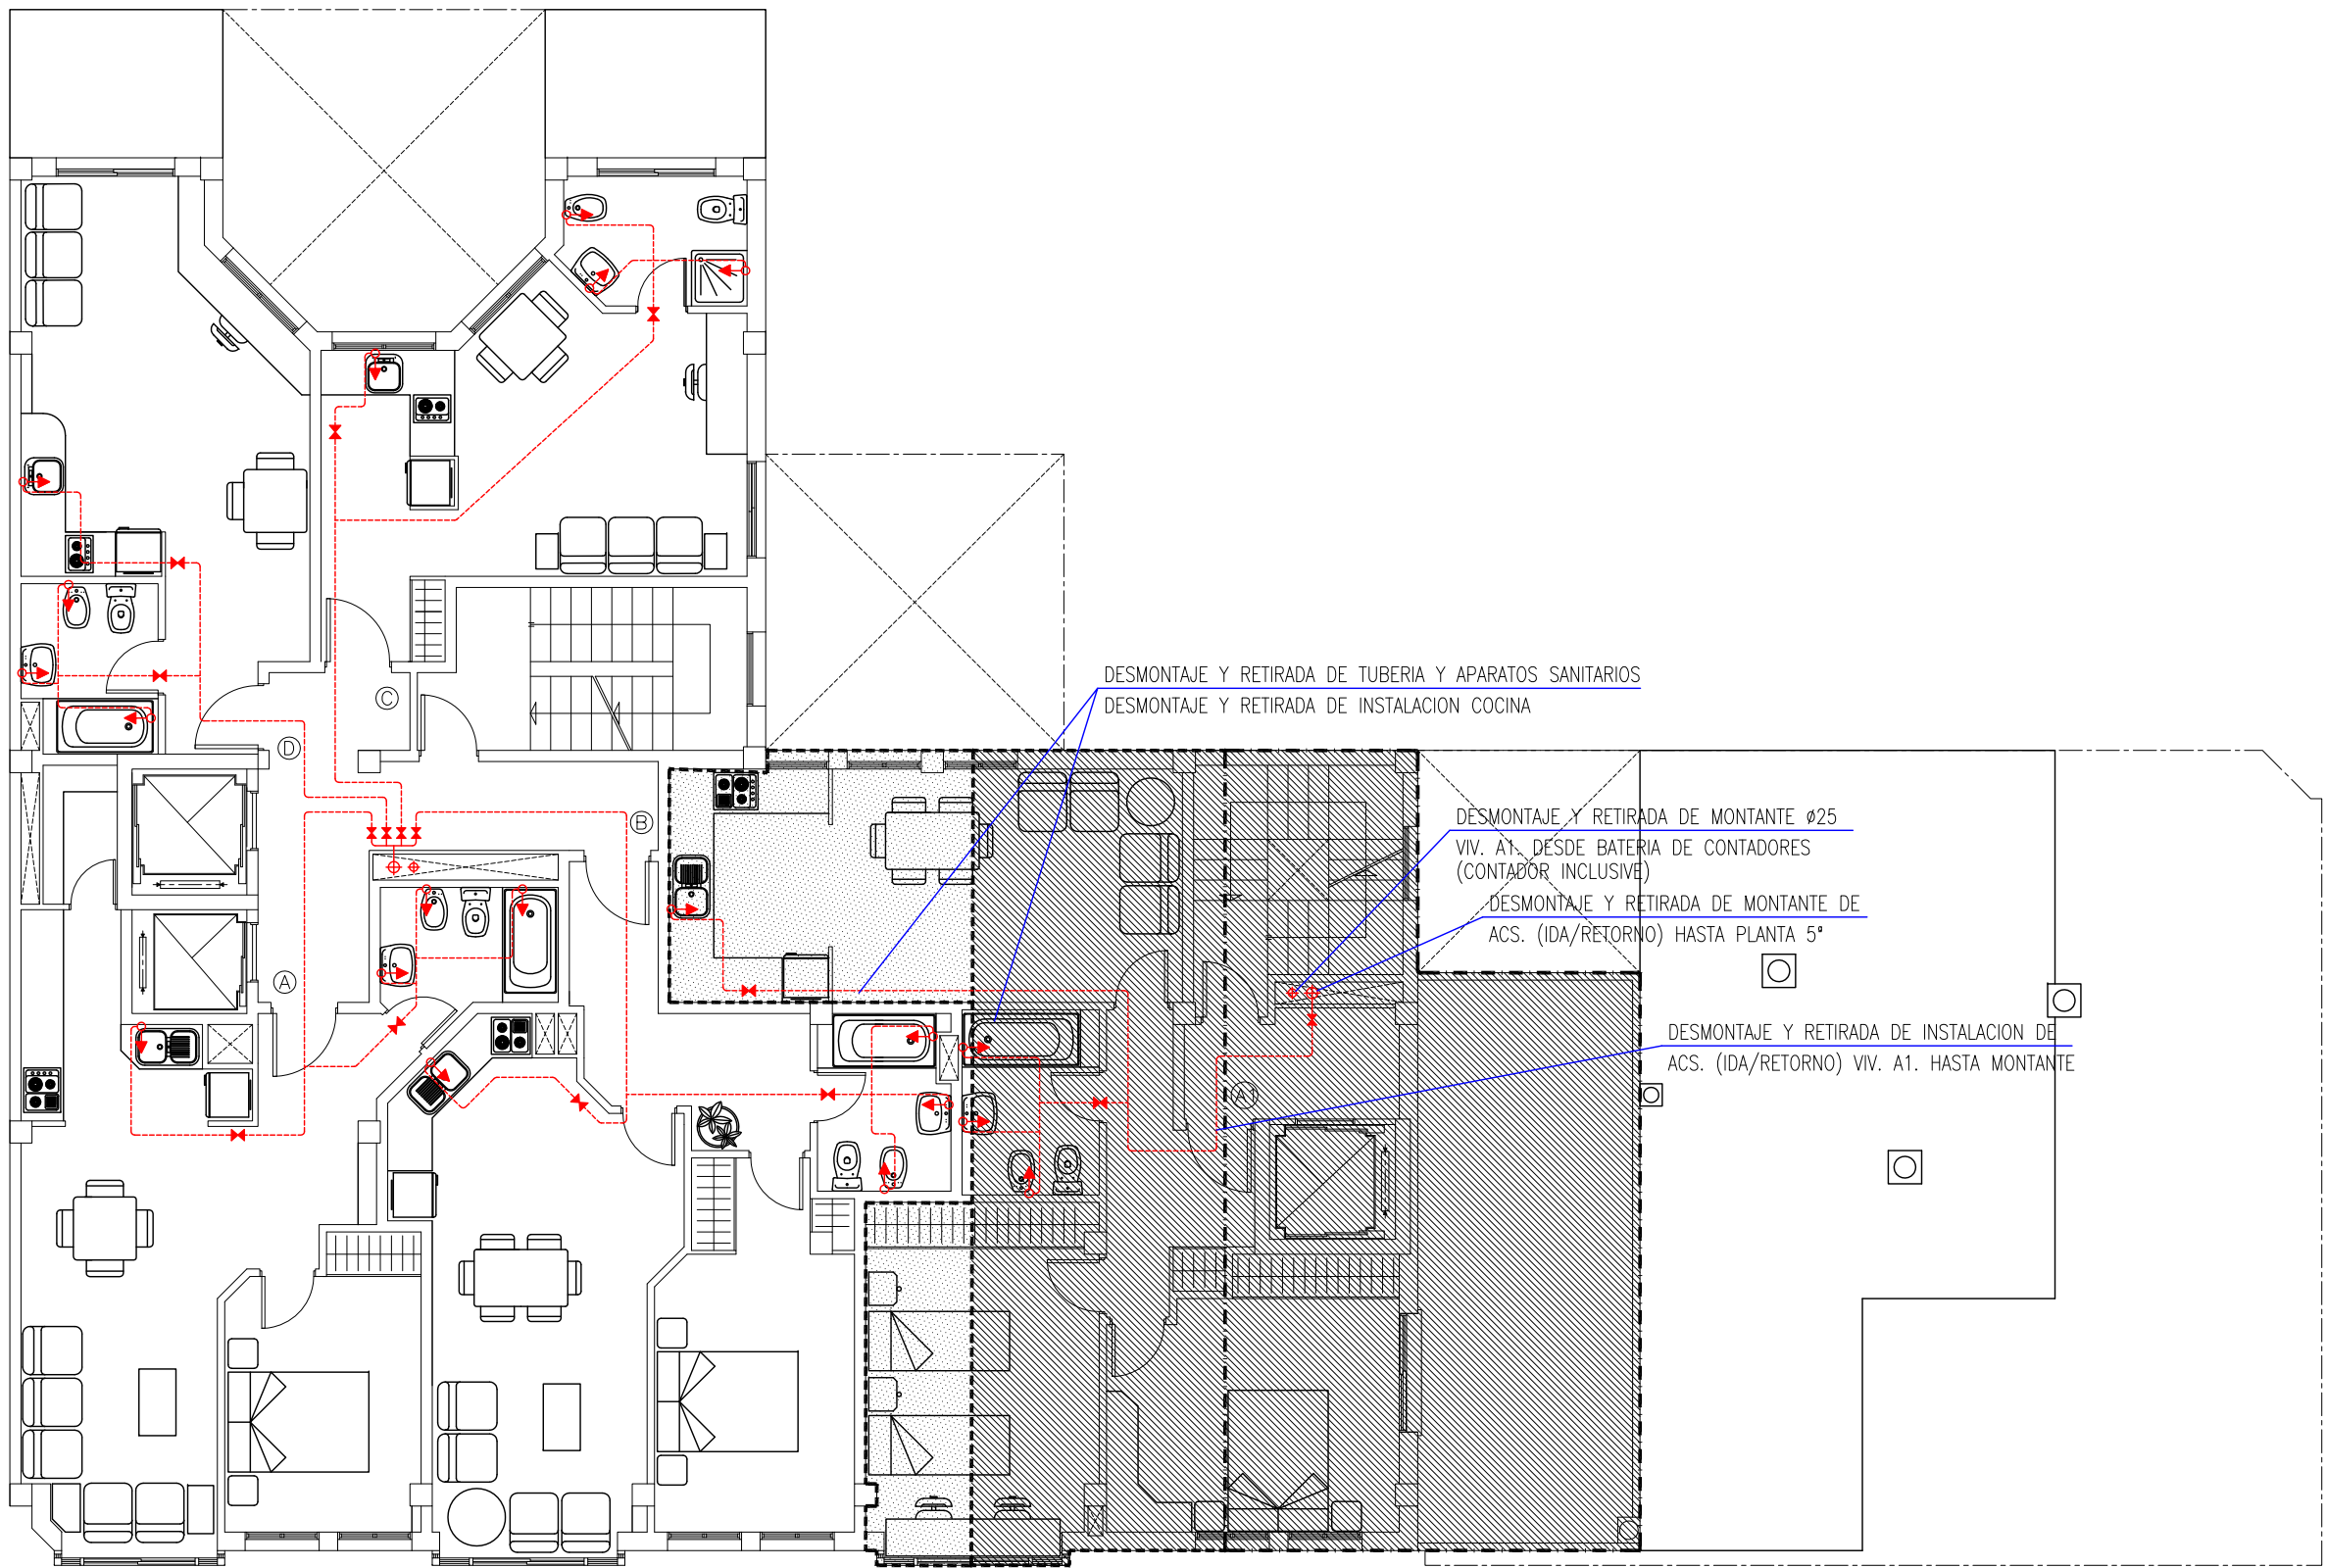 DESMONTAJE Y RETIRADA DE TUBERIA Y APARATOS SANITARIOS
DESMONTAJE Y RETIRADA DE INSTALACION COCINA
C
D
B
A
DESMONTAJE Y RETIRADA DE MONTANTE ø25
VIV. A1. DESDE BATERIA DE CONTADORES
(CONTADOR INCLUSIVE)
DESMONTAJE Y RETIRADA DE MONTANTE DE
ACS. (IDA/RETORNO) HASTA PLANTA 5ª
DESMONTAJE Y RETIRADA DE INSTALACION DE
ACS. (IDA/RETORNO) VIV. A1. HASTA MONTANTE
A1